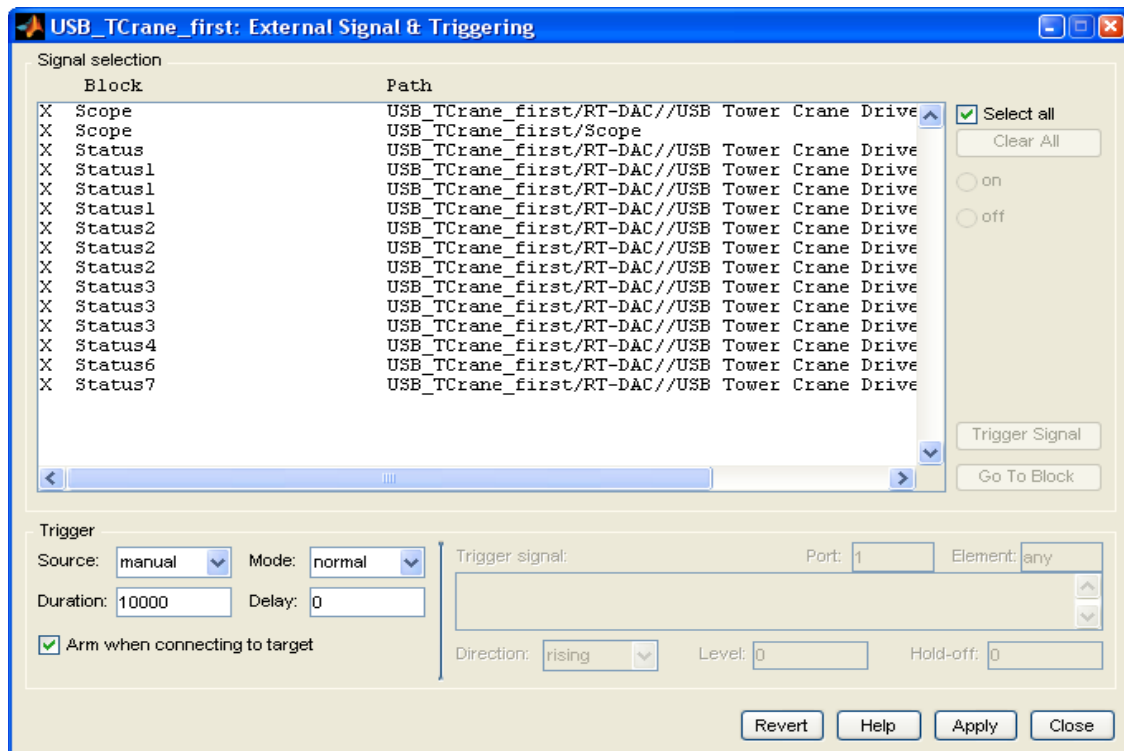 USB_TCrane_first: External Signal & Triggering
Signal selection
Block Path
X Scope USB_TCrane_first/RT-DAC//USB Tower Crane Drive
X Scope USB_TCrane_first/Scope
X Status USB_TCrane_first/RT-DAC//USB Tower Crane Drive
X Status1 USB_TCrane_first/RT-DAC//USB Tower Crane Drive
X Status1 USB_TCrane_first/RT-DAC//USB Tower Crane Drive
X Status1 USB_TCrane_first/RT-DAC//USB Tower Crane Drive
X Status2 USB_TCrane_first/RT-DAC//USB Tower Crane Drive
X Status2 USB_TCrane_first/RT-DAC//USB Tower Crane Drive
X Status2 USB_TCrane_first/RT-DAC//USB Tower Crane Drive
X Status3 USB_TCrane_first/RT-DAC//USB Tower Crane Drive
X Status3 USB_TCrane_first/RT-DAC//USB Tower Crane Drive
X Status3 USB_TCrane_first/RT-DAC//USB Tower Crane Drive
X Status4 USB_TCrane_first/RT-DAC//USB Tower Crane Drive
X Status6 USB_TCrane_first/RT-DAC//USB Tower Crane Drive
X Status7 USB_TCrane_first/RT-DAC//USB Tower Crane Drive
Select all
Clear All
on
off
Trigger Signal
Go To Block
Trigger
Source: manual Mode: normal
Duration: 10000 Delay: 0
Arm when connecting to target
Trigger signal: Port: 1 Element: any
Direction: rising Level: 0 Hold-off: 0
Revert Help Apply Close